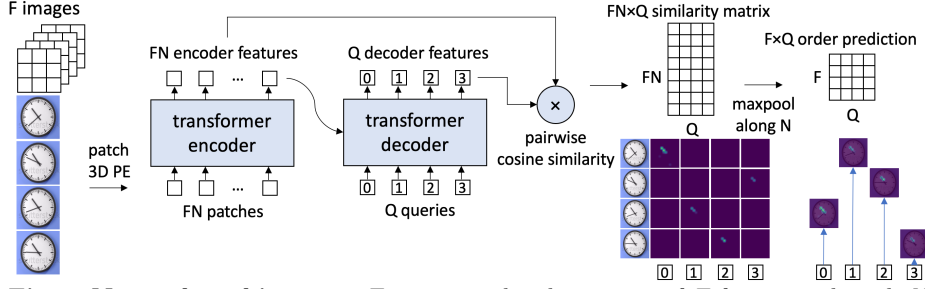 F images
patch
3D PE
FN encoder features
...
transformer
encoder
...
FN patches
Q decoder features
0 1 2 3
transformer
decoder
0 1 2 3
Q queries
×
pairwise
cosine similarity
FN×Q similarity matrix
FN
Q
maxpool
along N
F×Q order prediction
F
Q
0 1 2 3
0 1 2 3